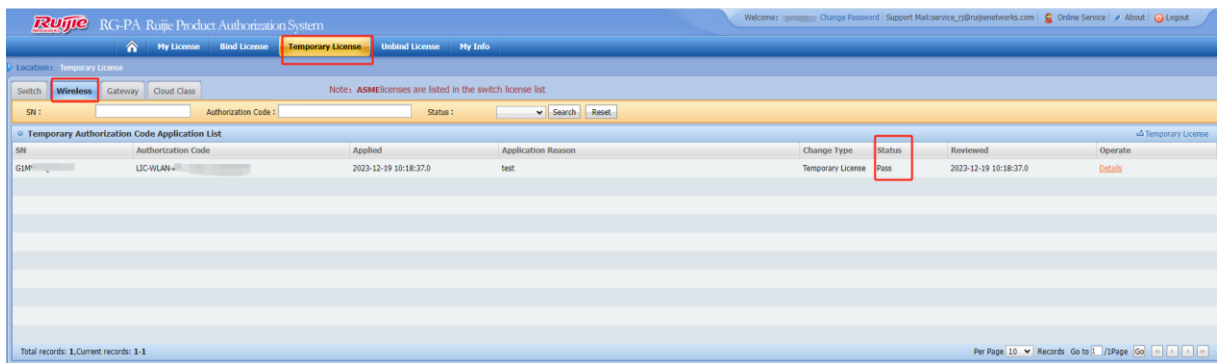 Ruijie Networks RG-PA Ruijie Product Authorization System
Welcome: Change Password Support Mail:service_rj@ruijienetworks.com Online Service About Logout
My License Bind License Temporary License Unbind License My Info
Location: Temporary License
Switch Wireless Gateway Cloud Class Note: ASMElicenses are listed in the switch license list
SN : Authorization Code : Status : Search Reset
Temporary Authorization Code Application List Temporary License
SN Authorization Code Applied Application Reason Change Type Status Reviewed Operate
LIC-WLAN- 2023-12-19 10:18:37.0 test Temporary License Pass 2023-12-19 10:18:37.0 Details
Total records: 1,Current records: 1-1 Per Page 10 Records Go to 1 /1Page Go